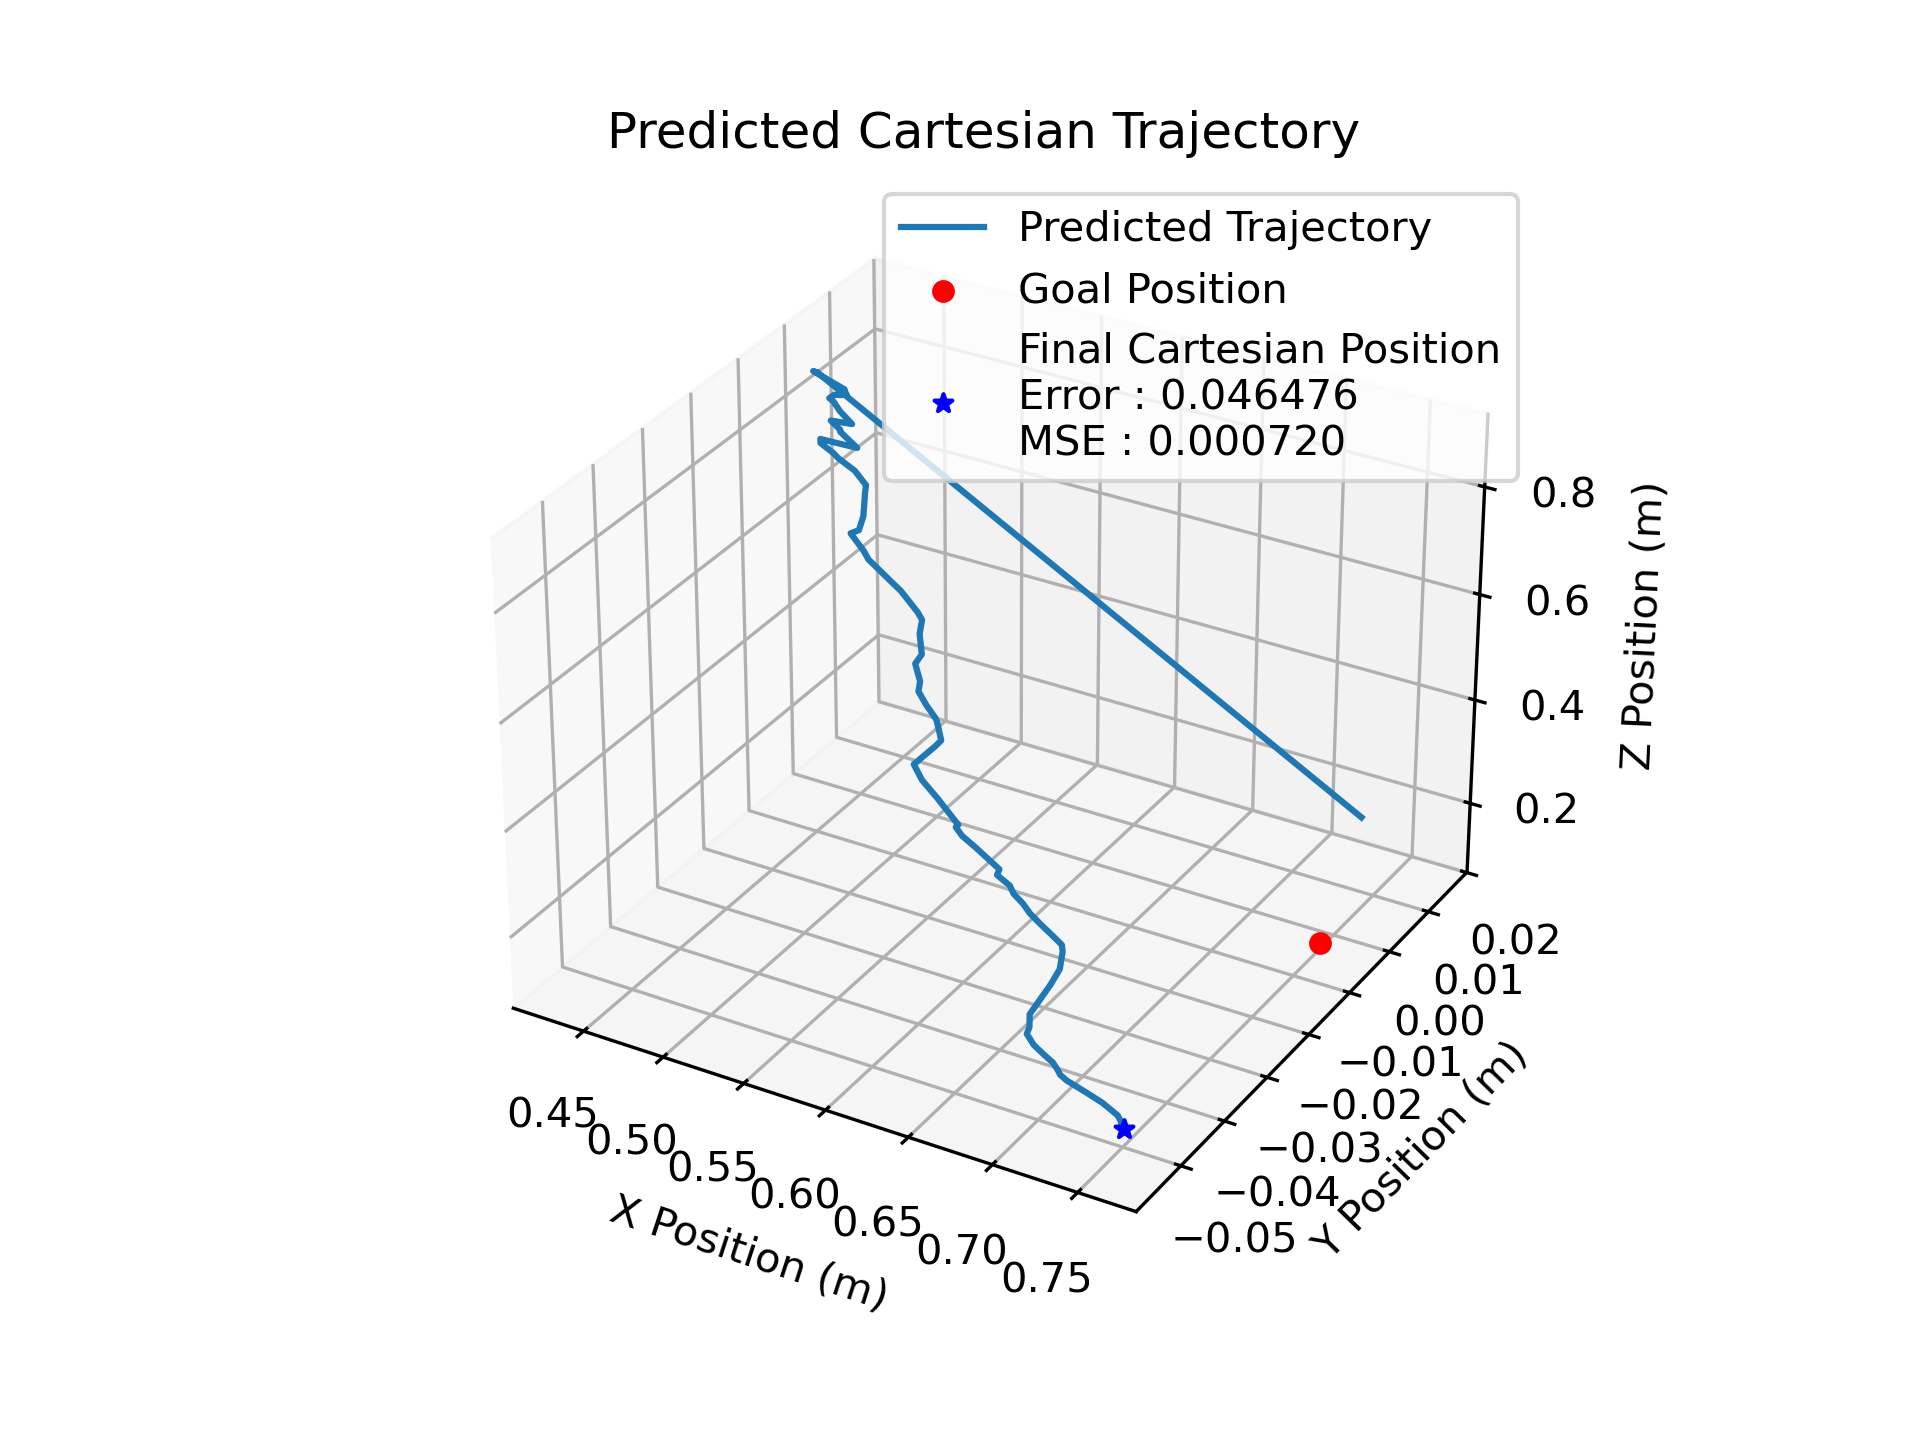 Predicted Cartesian Trajectory
Predicted Trajectory
Goal Position
Final Cartesian Position
Error : 0.046476
MSE : 0.000720
0.8
0.6
0.4
0.2
Z Position (m)
0.02
0.01
0.00
−0.01
−0.02
−0.03
−0.04
−0.05
Y Position (m)
0.45
0.50
0.55
0.60
0.65
0.70
0.75
X Position (m)